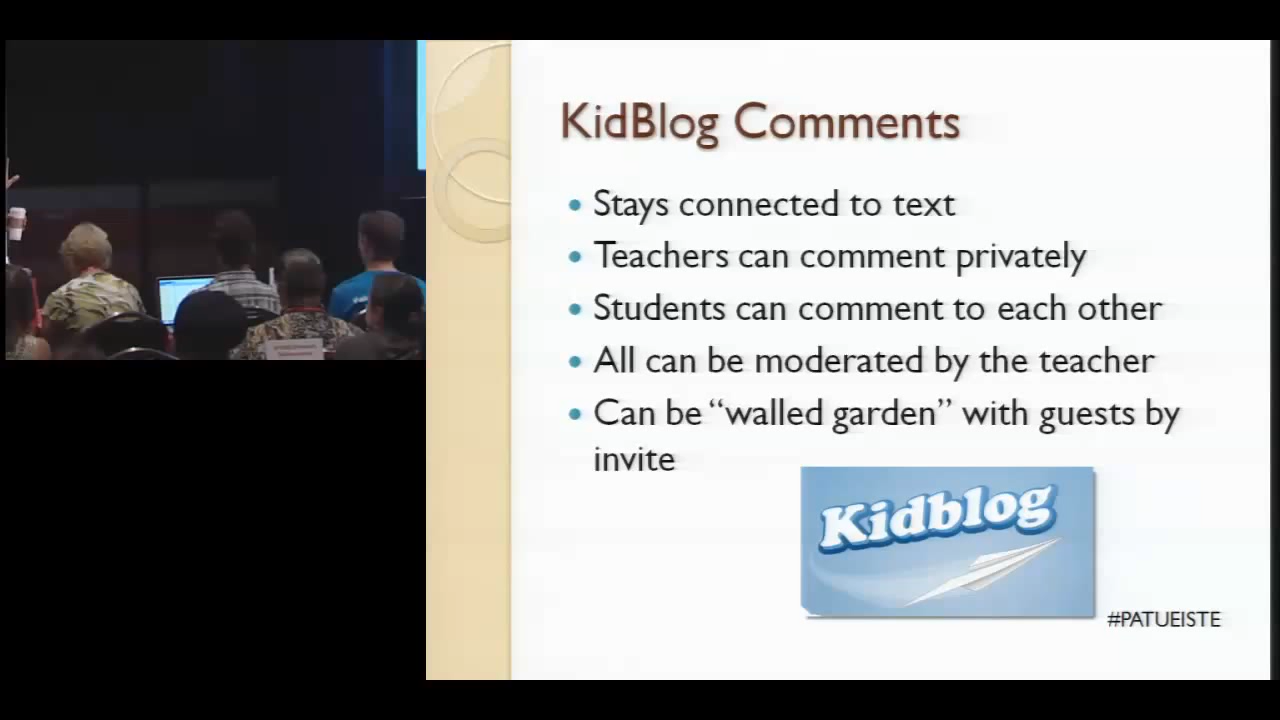 KidBlog Comments
• Stays connected to text
• Teachers can comment privately
• Students can comment to each other
• All can be moderated by the teacher
• Can be “walled garden” with guests by
invite
Kidblog
#PATUEISTE